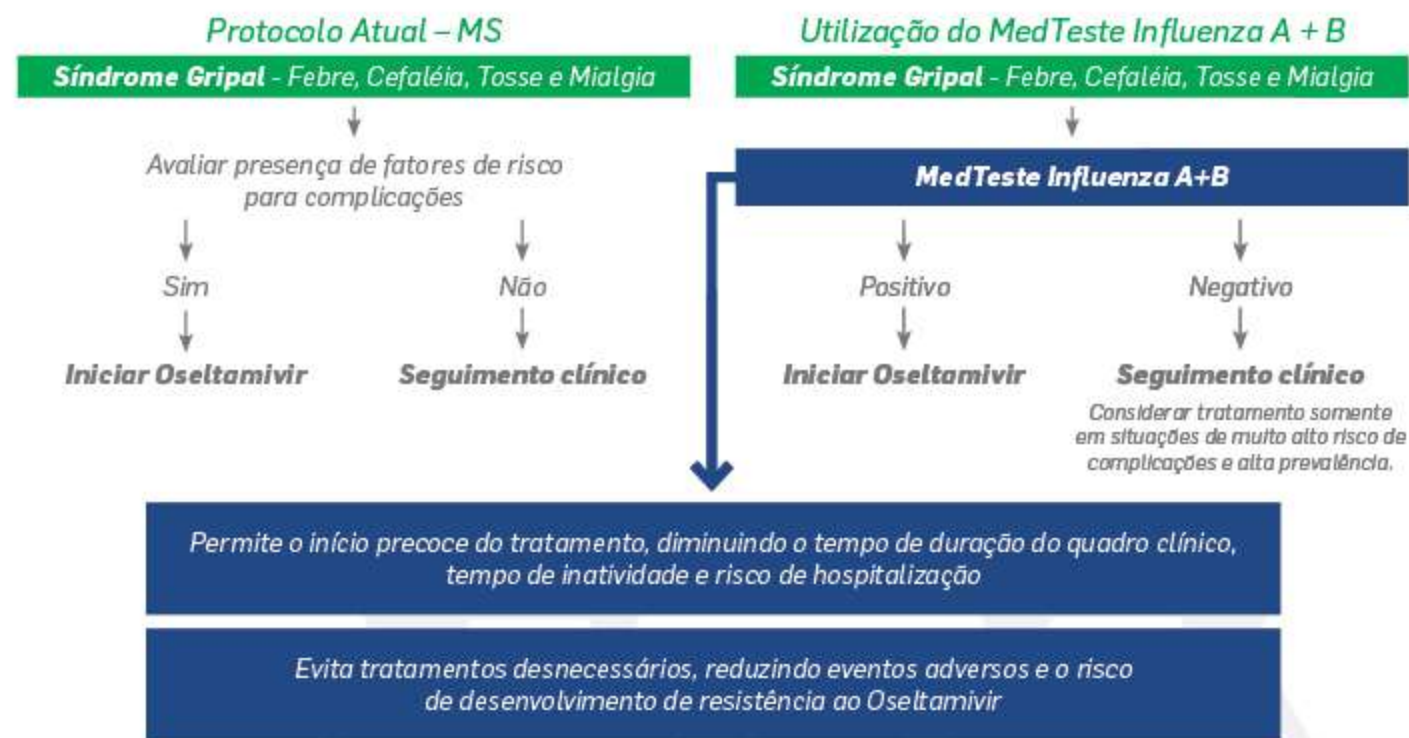 Protocolo Atual – MS
Síndrome Gripal - Febre, Cefaléia, Tosse e Mialgia
Avaliar presença de fatores de risco
para complicações
Sim
Não
Iniciar Oseltamivir
Seguimento clínico
Utilização do MedTeste Influenza A + B
Síndrome Gripal - Febre, Cefaléia, Tosse e Mialgia
MedTeste Influenza A+B
Positivo
Negativo
Iniciar Oseltamivir
Seguimento clínico
Considerar tratamento somente
em situações de muito alto risco de
complicações e alta prevalência.
Permite o início precoce do tratamento, diminuindo o tempo de duração do quadro clínico,
tempo de inatividade e risco de hospitalização
Evita tratamentos desnecessários, reduzindo eventos adversos e o risco
de desenvolvimento de resistência ao Oseltamivir